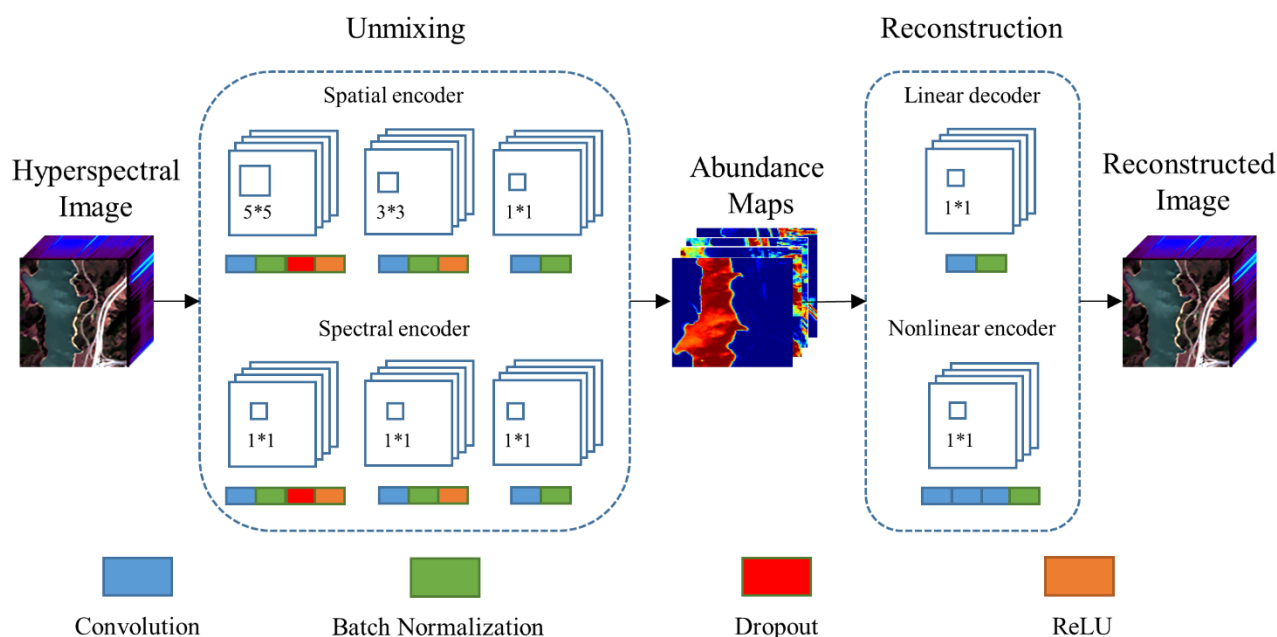 Unmixing
Reconstruction
Spatial encoder
Linear decoder
Hyperspectral
Image
5*5
3*3
1*1
Abundance
Maps
1*1
Reconstructed
Image
Spectral encoder
Nonlinear encoder
1*1
1*1
1*1
1*1
Convolution
Batch Normalization
Dropout
ReLU